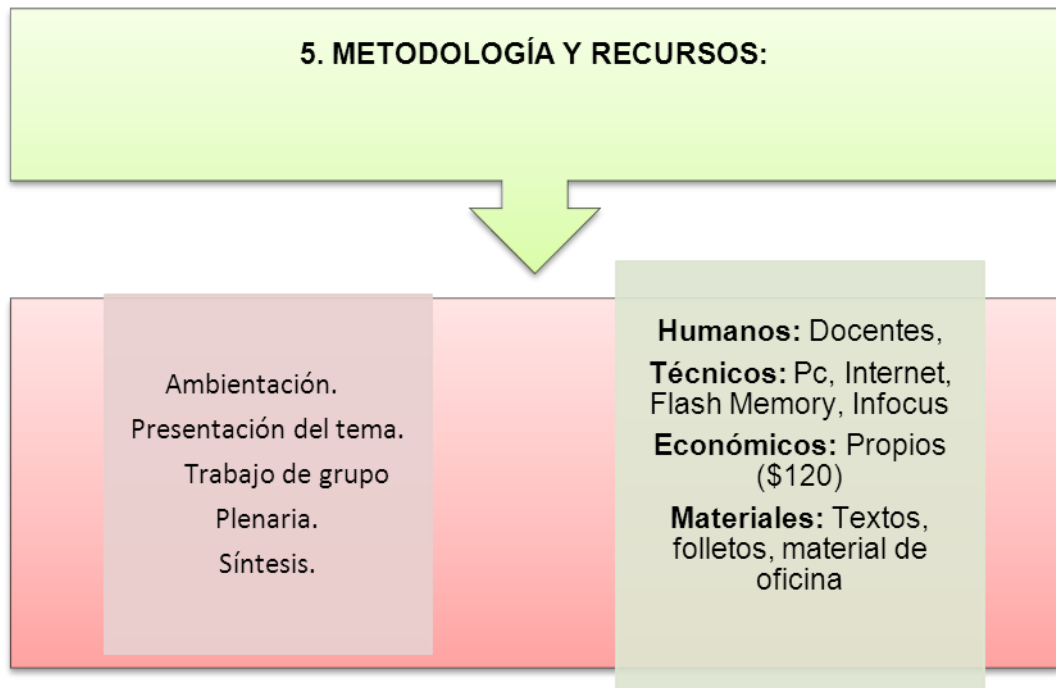 5. METODOLOGÍA Y RECURSOS:
Ambientación.
Presentación del tema.
Trabajo de grupo
Plenaria.
Síntesis.
Humanos: Docentes,
Técnicos: Pc, Internet,
Flash Memory, Infocus
Económicos: Propios
($120)
Materiales: Textos,
folletos, material de
oficina